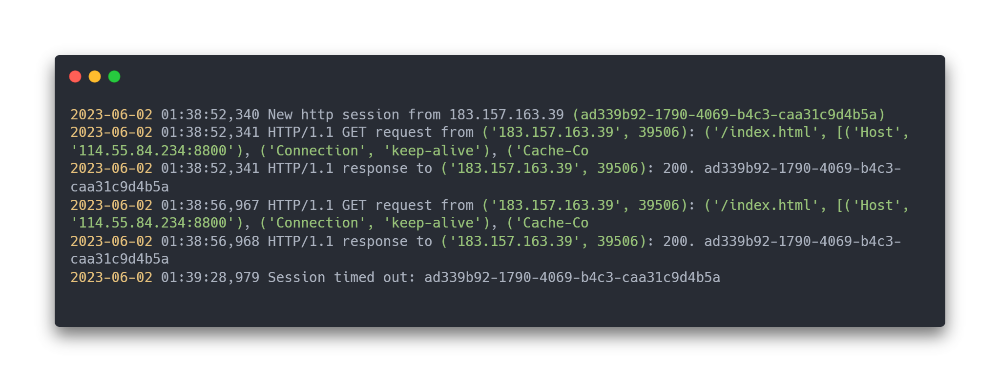 2023-06-02 01:38:52,340 New http session from 183.157.163.39 (ad339b92-1790-4069-b4c3-caa31c9d4b5a)
2023-06-02 01:38:52,341 HTTP/1.1 GET request from ('183.157.163.39', 39506): ('/index.html', [('Host',
'114.55.84.234:8800'), ('Connection', 'keep-alive'), ('Cache-Co
2023-06-02 01:38:52,341 HTTP/1.1 response to ('183.157.163.39', 39506): 200. ad339b92-1790-4069-b4c3-
caa31c9d4b5a
2023-06-02 01:38:56,967 HTTP/1.1 GET request from ('183.157.163.39', 39506): ('/index.html', [('Host',
'114.55.84.234:8800'), ('Connection', 'keep-alive'), ('Cache-Co
2023-06-02 01:38:56,968 HTTP/1.1 response to ('183.157.163.39', 39506): 200. ad339b92-1790-4069-b4c3-
caa31c9d4b5a
2023-06-02 01:39:28,979 Session timed out: ad339b92-1790-4069-b4c3-caa31c9d4b5a